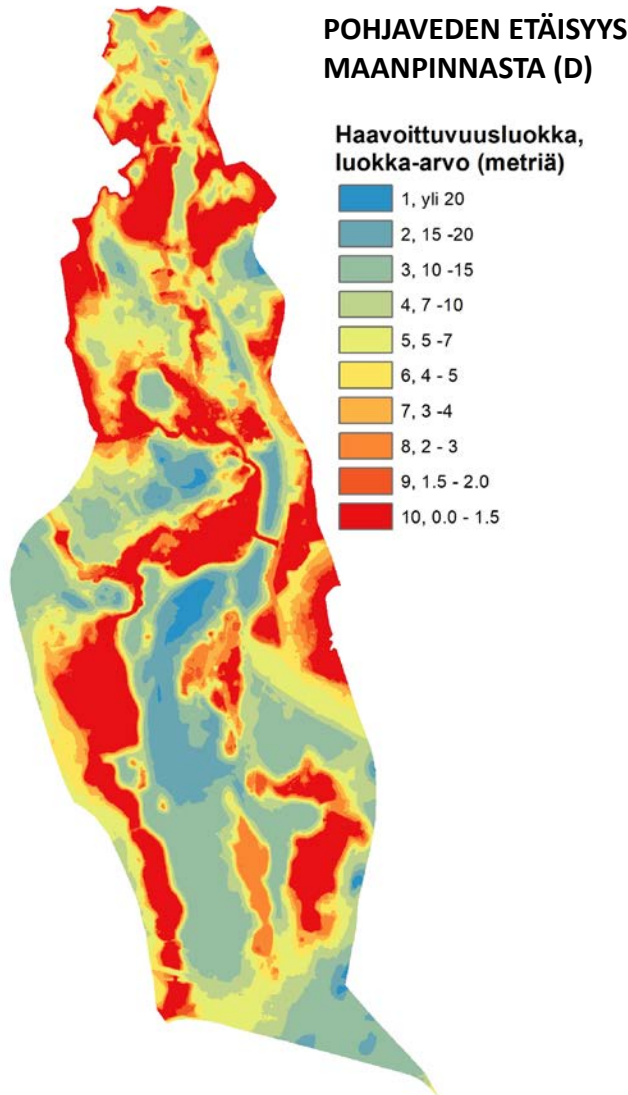 POHJAVEDEN ETÄISYYS
MAANPINNASTA (D)
Haavoittuvuusluokka,
luokka-arvo (metriä)
1, yli 20
2, 15 -20
3, 10 -15
4, 7 -10
5, 5 -7
6, 4 - 5
7, 3 -4
8, 2 - 3
9, 1.5 - 2.0
10, 0.0 - 1.5